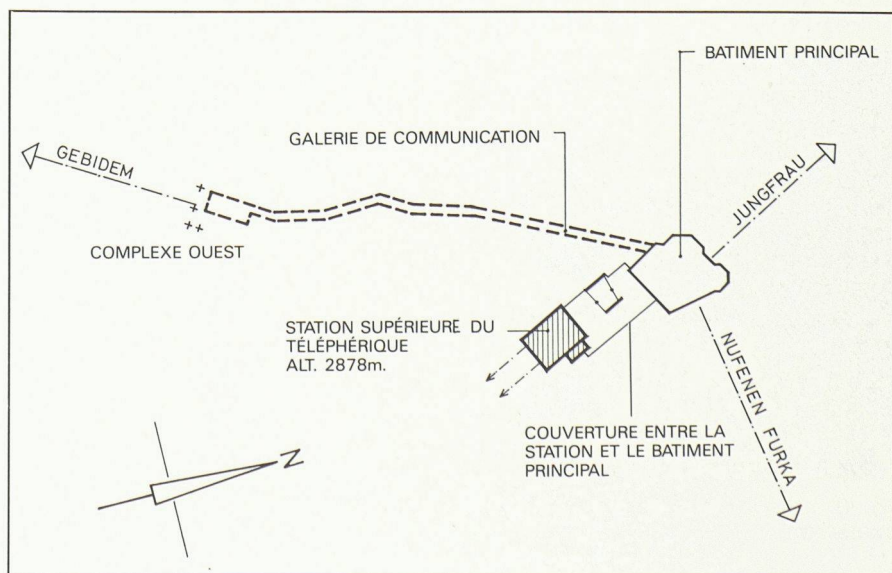 BATIMENT PRINCIPAL
GALERIE DE COMMUNICATION
GEBIDEM
JUNGFRAU
COMPLEXE OUEST
STATION SUPÉRIEURE DU
TÉLÉPHÉRIQUE
ALT. 2878m.
NUFENEN FURKA
COUVERTURE ENTRE LA
STATION ET LE BATIMENT
PRINCIPAL
N